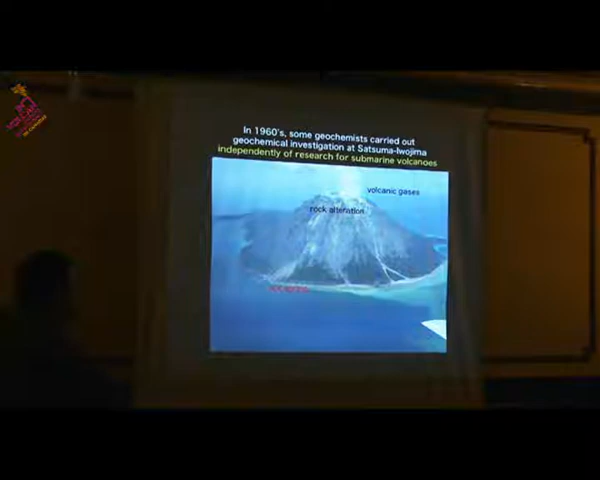 In 1960's, some geochemists carried out
geochemical investigation at Satsuma-Iwojima
independently of research for submarine volcanoes
volcanic gases
rock alteration